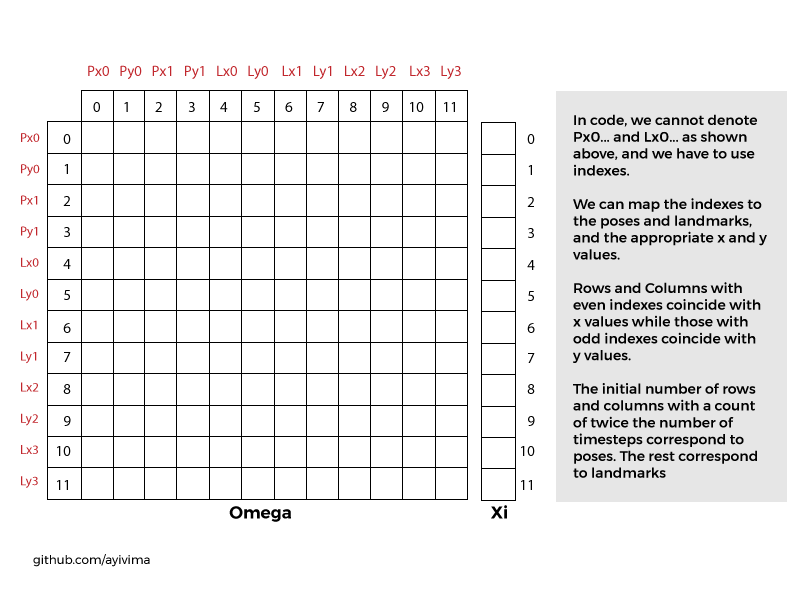 Px0 Py0 Px1 Py1 Lx0 Ly0 Lx1 Ly1 Lx2 Ly2 Lx3 Ly3
0 1 2 3 4 5 6 7 8 9 10 11
Px0 0 0
Py0 1 1
Px1 2 2
Py1 3 3
Lx0 4 4
Ly0 5 5
Lx1 6 6
Ly1 7 7
Lx2 8 8
Ly2 9 9
Lx3 10 10
Ly3 11 11
Omega Xi
In code, we cannot denote
Px0... and Lx0... as shown
above, and we have to use
indexes.
We can map the indexes to
the poses and landmarks,
and the appropriate x and y
values.
Rows and Columns with
even indexes coincide with
x values while those with
odd indexes coincide with
y values.
The initial number of rows
and columns with a count
of twice the number of
timesteps correspond to
poses. The rest correspond
to landmarks
github.com/ayivima